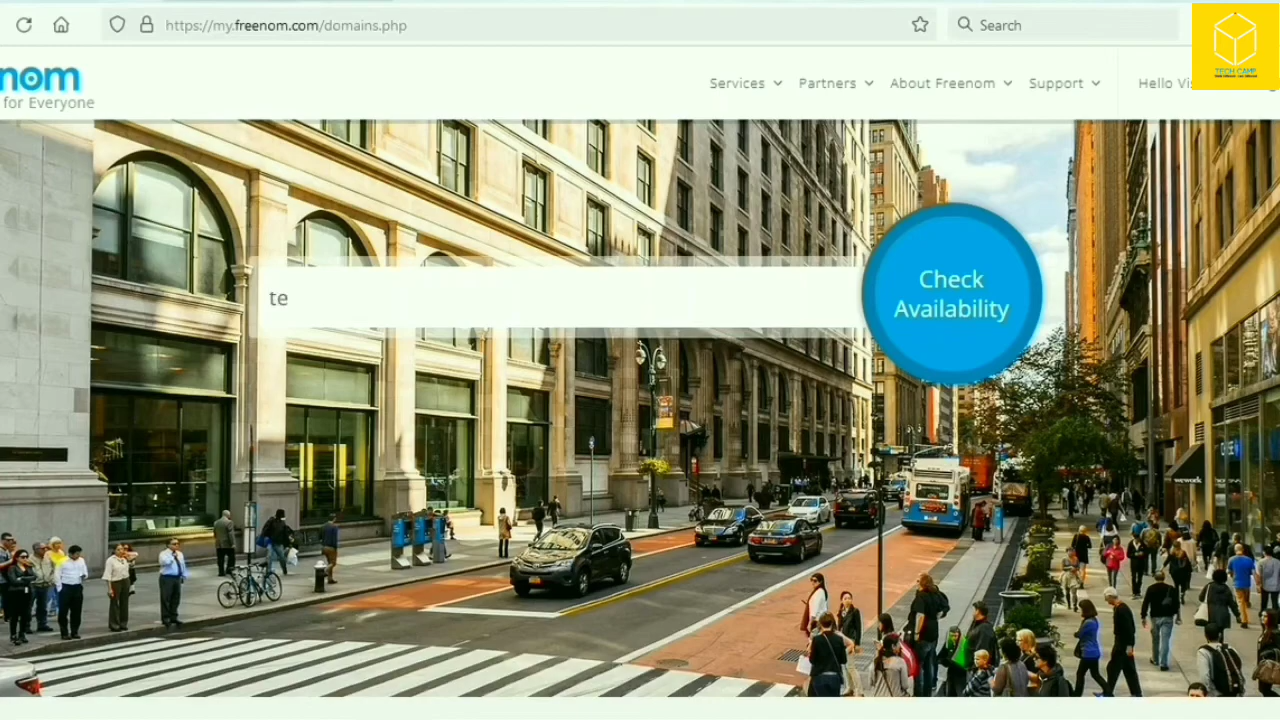 https://my.freenom.com/domains.php
Search
TECH CAMP
nom
for Everyone
Services
Partners
About Freenom
Support
Hello Vi
te
Check
Availability
wework